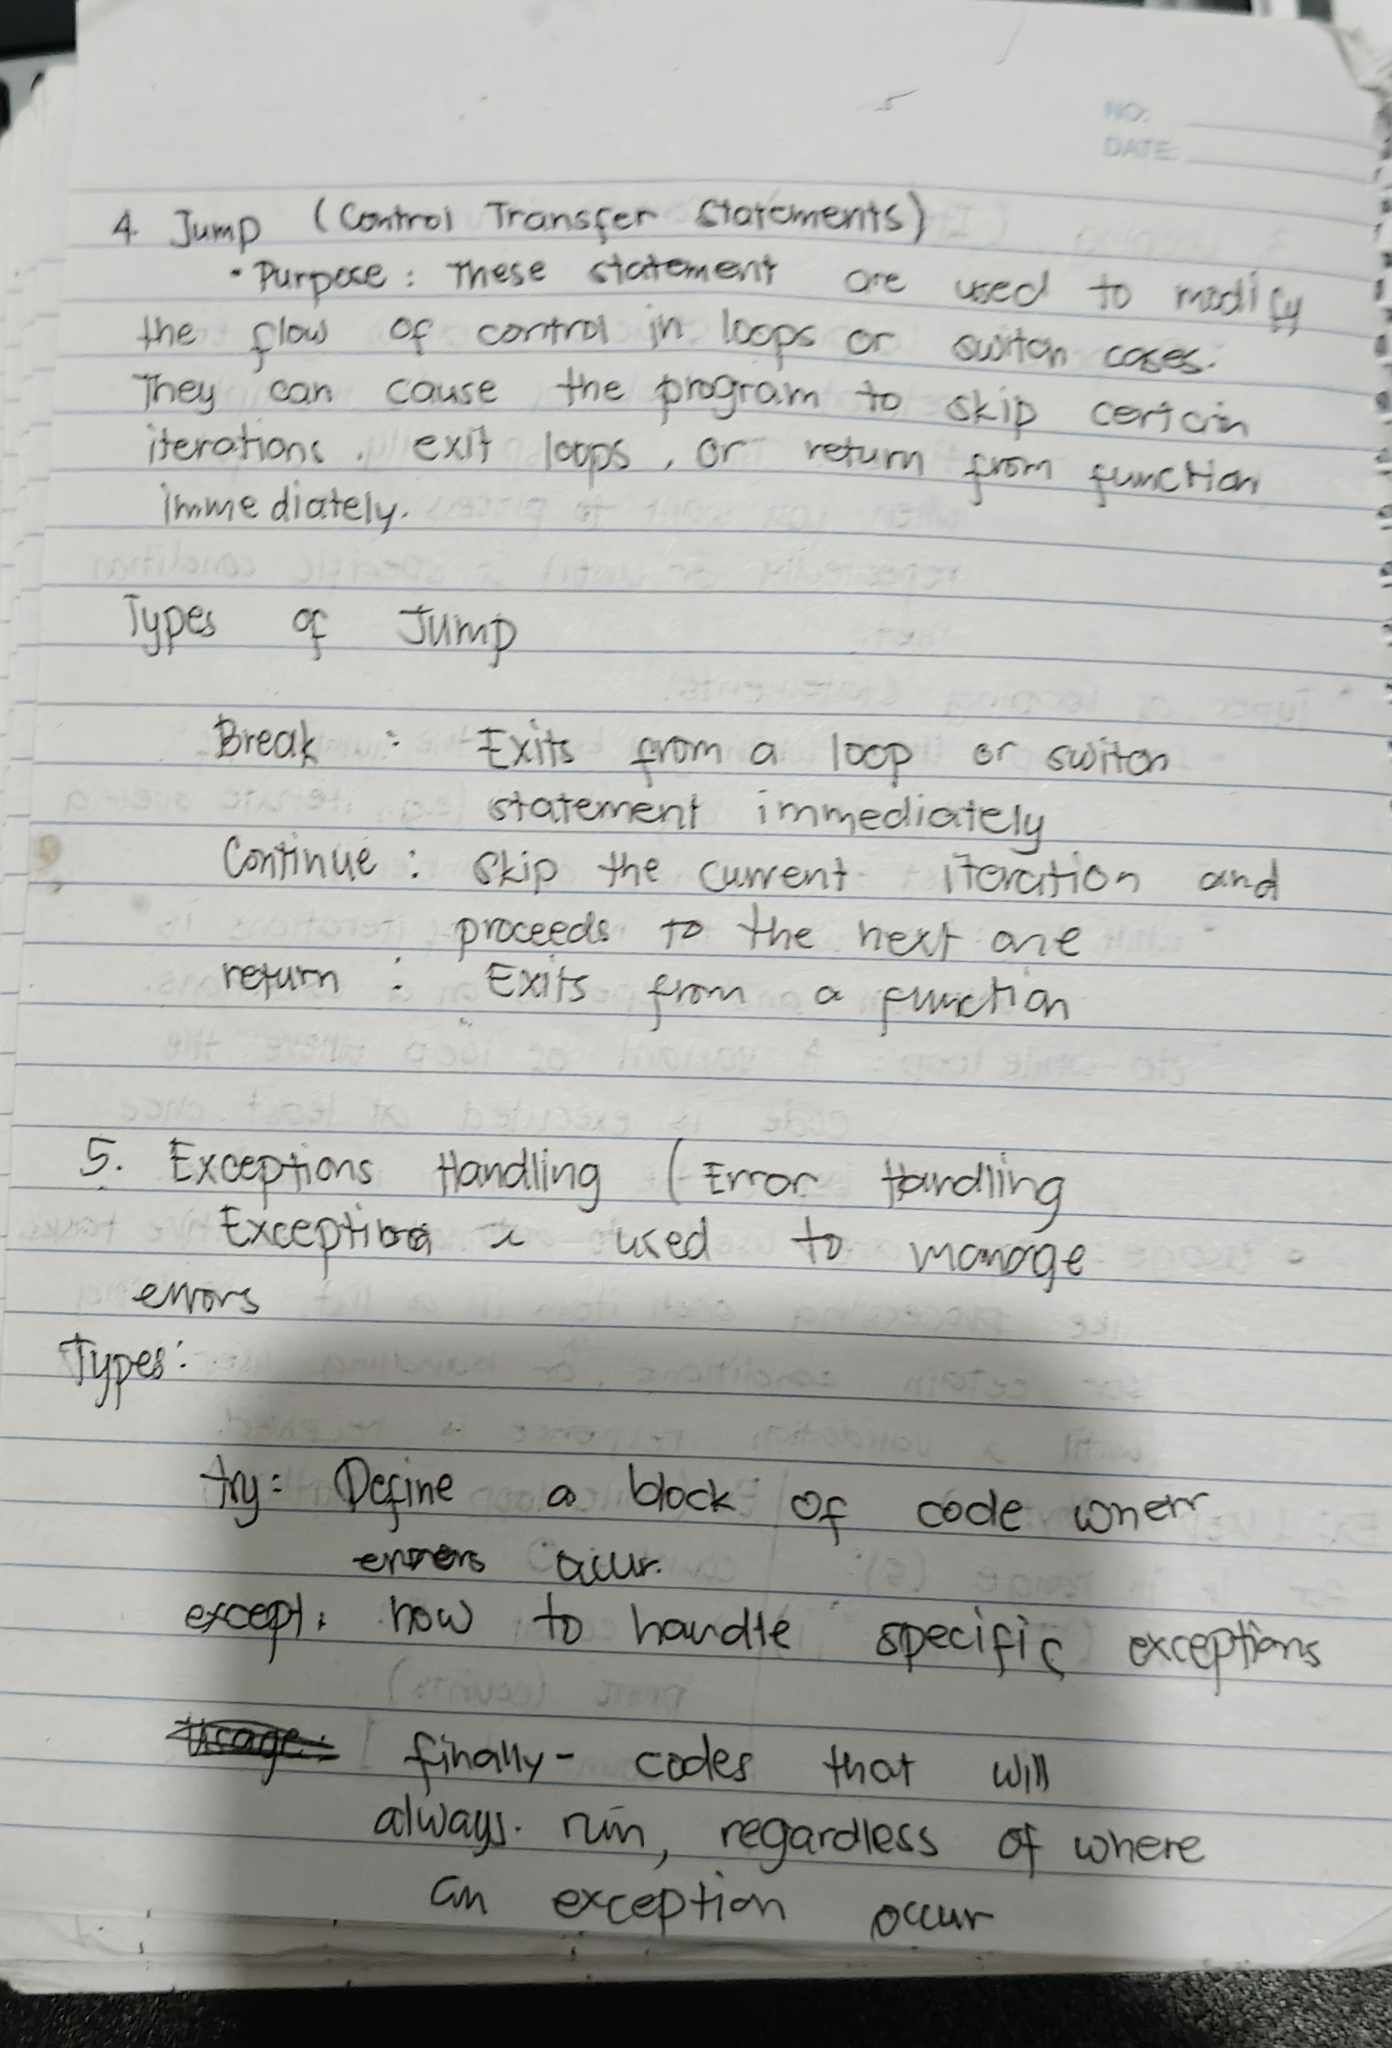 NO:
DATE:
4. Jump (Control Transfer Statements)
• Purpose: These statement are used to modify
the flow of control in loops or switch cases.
They can cause the program to skip certain
iterations, exit loops, or return from function
immediately.
Types of Jump
Break : Exits from a loop or switch
statement immediately
Continue : skip the current iteration and
proceeds to the next one
return : Exits from a function
5. Exceptions Handling (Error Handling
Exception is used to manage
errors
Types:
try: Define a block of code wherr
errors accur.
except: how to handle specific exceptions
Usage: finally- codes that will
always. run, regardless of where
an exception occur